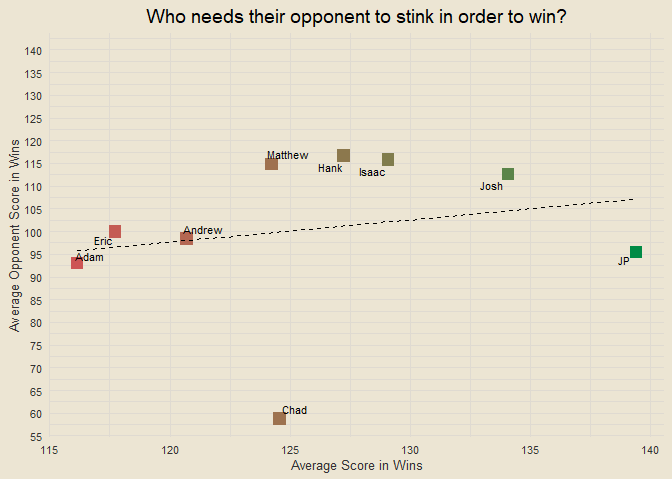 Who needs their opponent to stink in order to win?
140
135
130
125
120
115
110
105
100
95
90
85
80
75
70
65
60
55
Average Opponent Score in Wins
Matthew
Hank
Isaac
Josh
Andrew
Eric
Adam
JP
Chad
115
120
125
130
135
140
Average Score in Wins